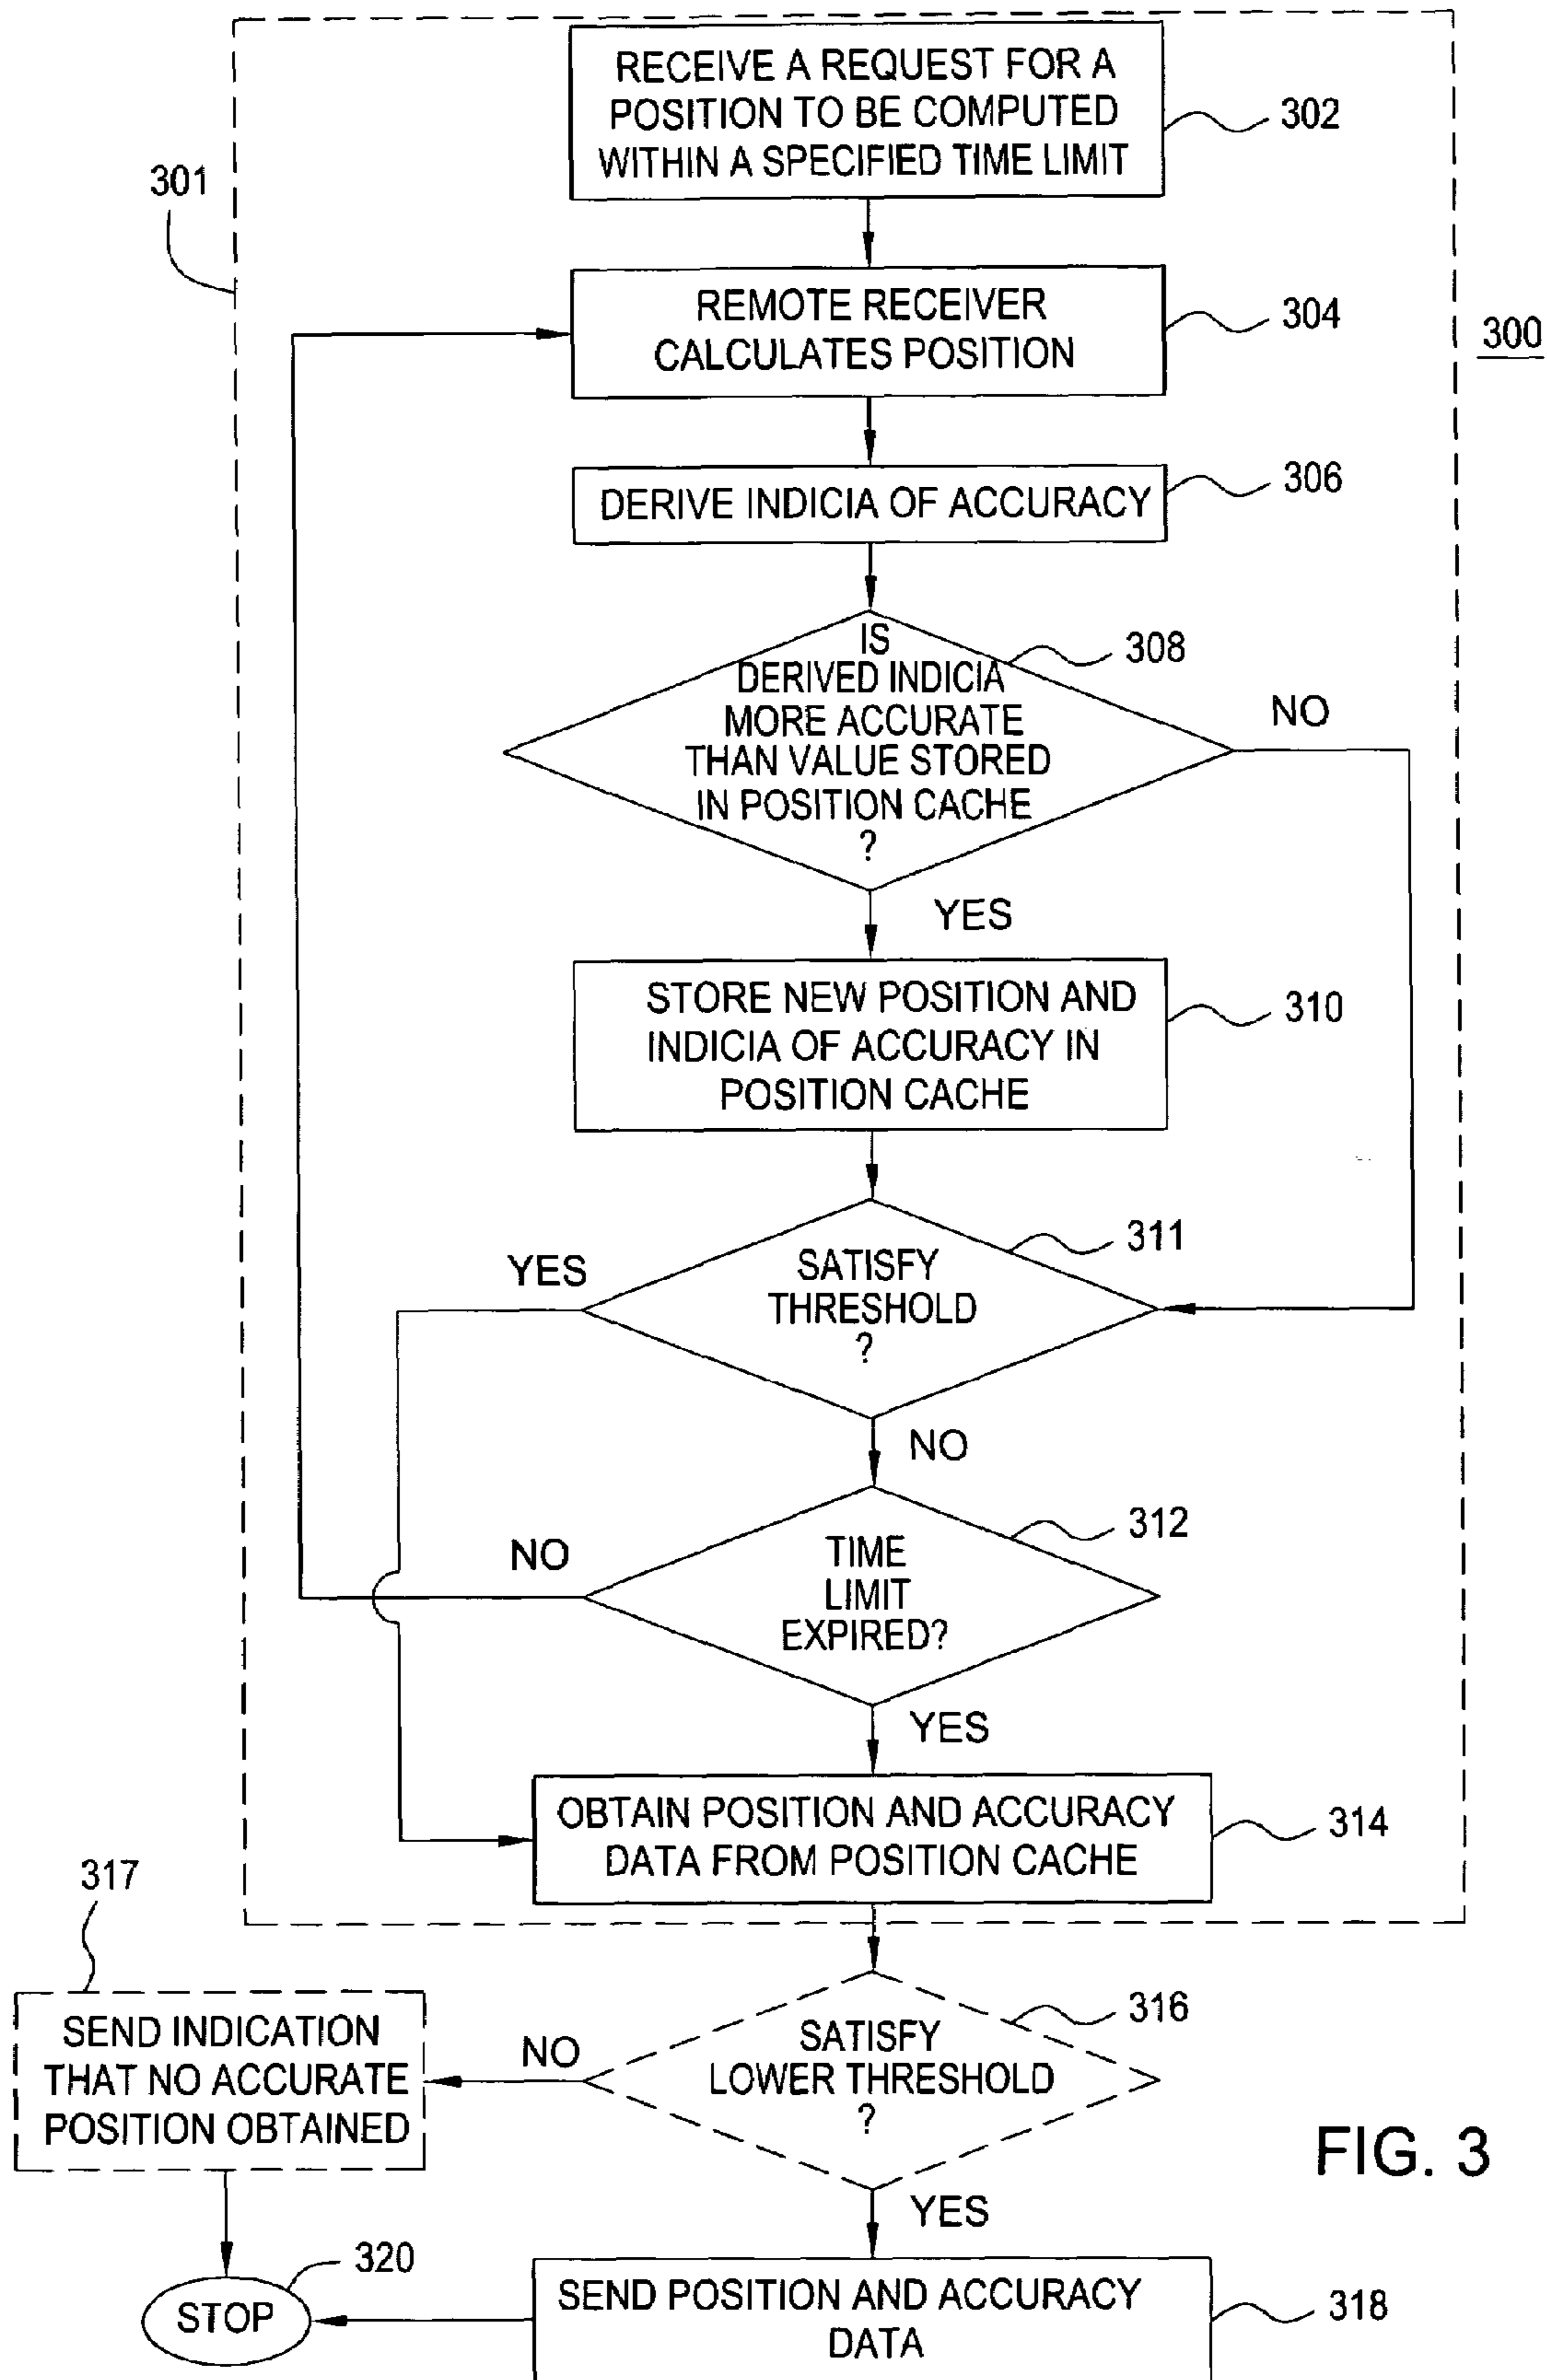 RECEIVE A REQUEST FOR A
POSITION TO BE COMPUTED
WITHIN A SPECIFIED TIME LIMIT
302
301
REMOTE RECEIVER
CALCULATES POSITION
304
300
DERIVE INDICIA OF ACCURACY
306
IS
DERIVED INDICIA
MORE ACCURATE
THAN VALUE STORED
IN POSITION CACHE
?
308
NO
YES
STORE NEW POSITION AND
INDICIA OF ACCURACY IN
POSITION CACHE
310
SATISFY
THRESHOLD
?
311
YES
NO
TIME
LIMIT
EXPIRED?
312
NO
YES
OBTAIN POSITION AND ACCURACY
DATA FROM POSITION CACHE
314
317
SEND INDICATION
THAT NO ACCURATE
POSITION OBTAINED
NO
SATISFY
LOWER THRESHOLD
?
316
FIG. 3
YES
320
STOP
SEND POSITION AND ACCURACY
DATA
318